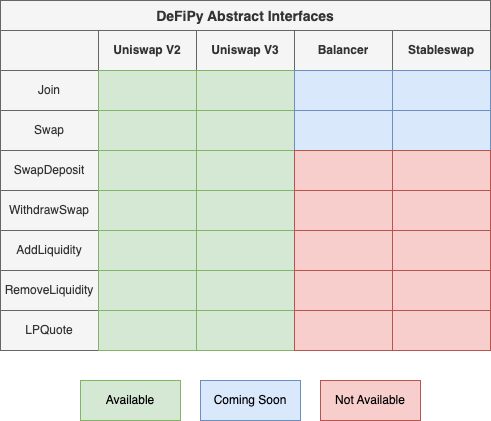 DeFiPy Abstract Interfaces
Uniswap V2 Uniswap V3 Balancer Stableswap
Join
Swap
SwapDeposit
WithdrawSwap
AddLiquidity
RemoveLiquidity
LPQuote
Available Coming Soon Not Available